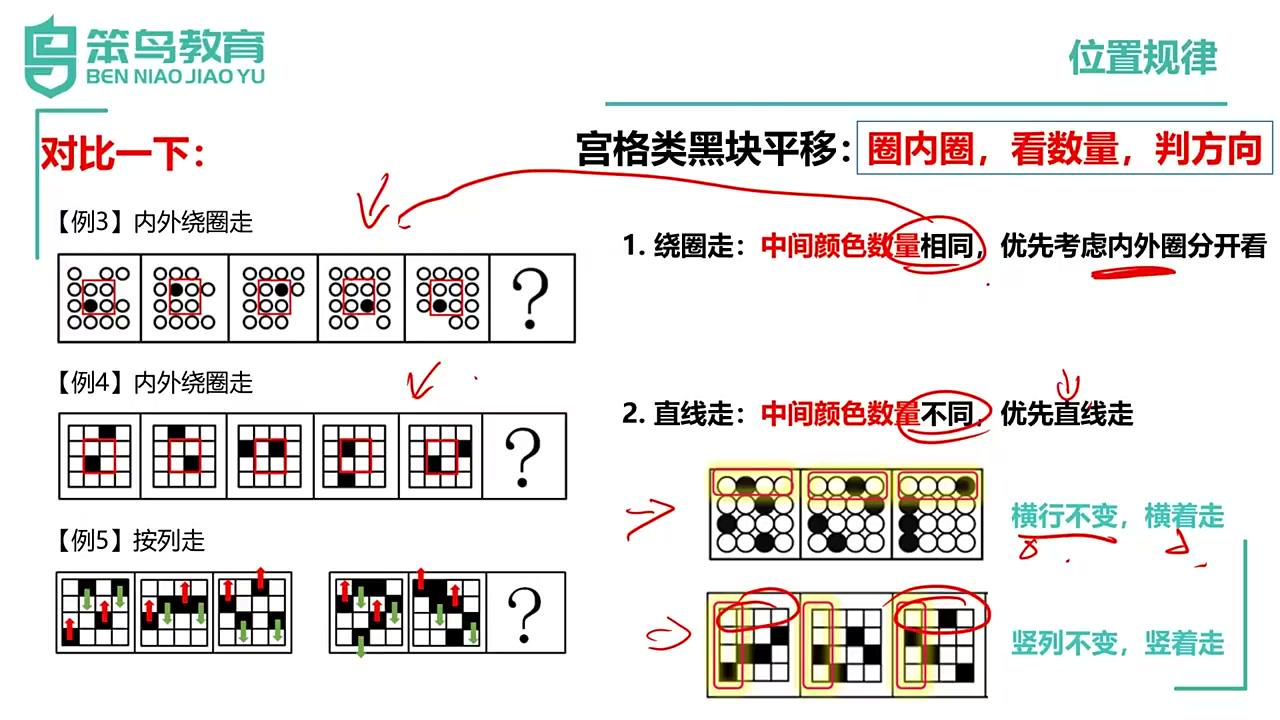 笨鸟教育
BEN NIAO JIAO YU
位置规律
对比一下：
宫格类黑块平移：圈内圈，看数量，判方向
【例3】内外绕圈走
?
1. 绕圈走：中间颜色数量相同，优先考虑内外圈分开看
【例4】内外绕圈走
?
2. 直线走：中间颜色数量不同，优先直线走
横行不变，横着走
【例5】按列走
?
竖列不变，竖着走